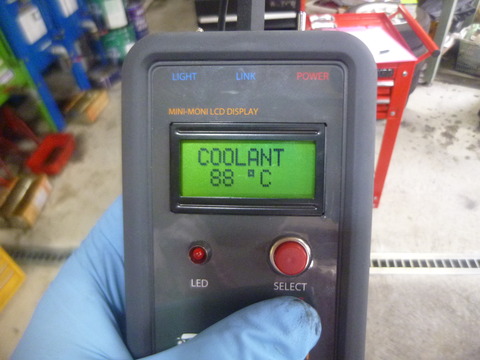 LIGHT LINK POWER
MINI-MONI LCD DISPLAY
COOLANT
88 °C
LED SELECT